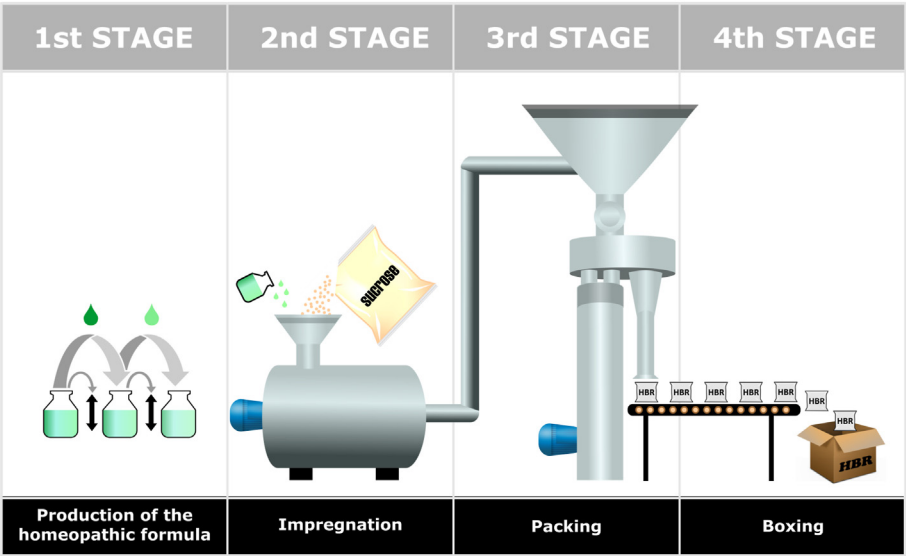 1st STAGE
2nd STAGE
3rd STAGE
4th STAGE
sucrose
HBR
HBR
HBR
HBR
HBR
HBR
HBR
HBR
Production of the
homeopathic formula
Impregnation
Packing
Boxing